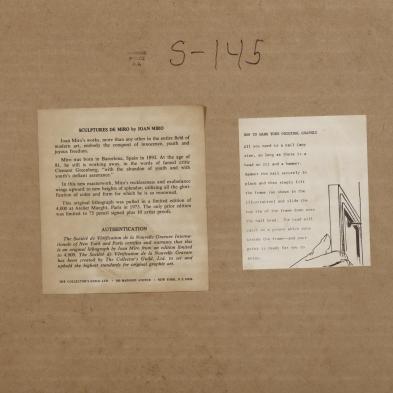 S-145
SCULPTURES DE MIRO by JOAN MIRO
Joan Miro's works, more than any other in the entire field of
modern art, embody the conquest of innocence, youth and
joyous freedom.
Miro was born in Barcelona, Spain in 1893. At the age of
81, he still is working away, in the words of famed critic
Clement Greenberg, "with the abandon of youth and with
youth's defiant assurance."
In this new masterwork, Miro's recklessness and exuberance
wings upward to new heights of splendor, utilizing all the glori-
fication of color and form for which he is so renowned.
This original lithograph was pulled in a limited edition of
4,000 at Atelier Maeght, Paris in 1973. The only prior edition
was limited to 75 pencil signed plus 10 artist proofs.
AUTHENTICATION
The Société de Vérification de la Nouvelle Gravure Interna-
tionale of New York and Paris certifies and warrants that this
is an original lithograph by Joan Miro from an edition limited
to 4,000. The Société de Vérification de la Nouvelle Gravure
has been created by The Collector's Guild, Ltd. to set and
uphold the highest standards for original graphic art.
THE COLLECTOR'S GUILD LTD. • MADISON AVENUE • NEW YORK, N.Y.
HOW TO HANG YOUR ORIGINAL GRAPHIC
All you need is a nail (any
size, as long as there is a
head on it) and a hammer.
Hammer the nail securely in
place and then simply tilt
the frame (as shown in the
illustration) and slide the
top rim of the frame down over
the nail head. The nail will
catch in a groove which runs
inside the frame--and your
print is ready for you to
enjoy.